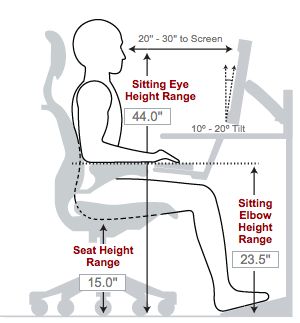 20" - 30" to Screen
Sitting Eye
Height Range
44.0"
10º - 20º Tilt
Sitting
Elbow
Height
Range
23.5"
Seat Height
Range
15.0"